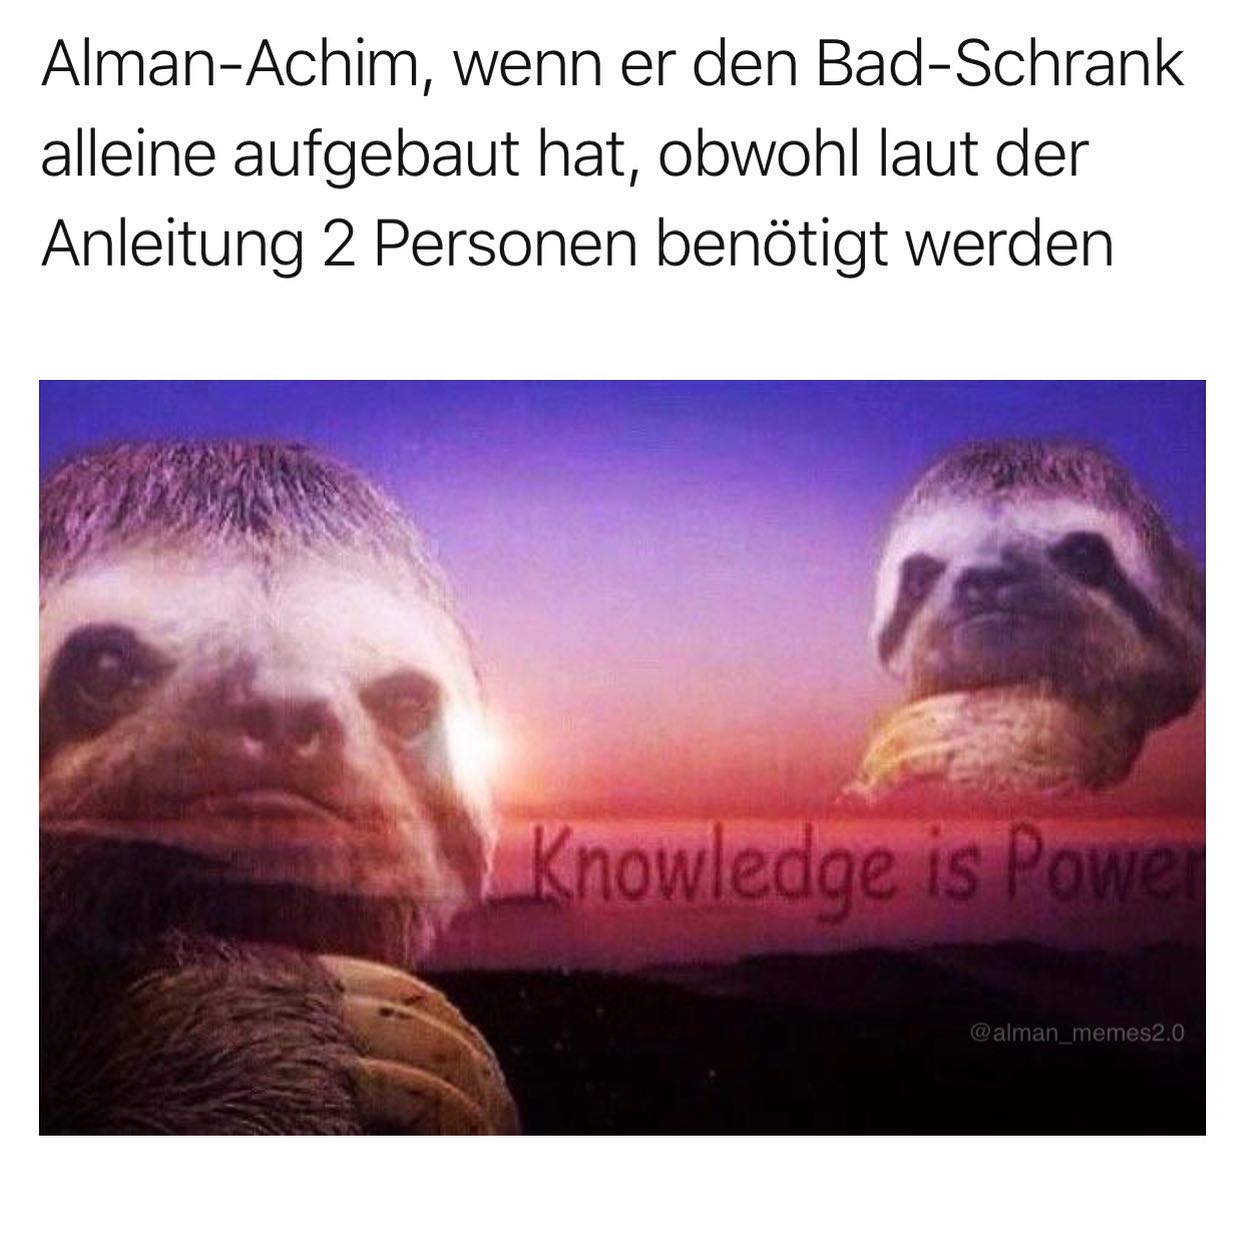 Alman-Achim, wenn er den Bad-Schrank
alleine aufgebaut hat, obwohl laut der
Anleitung 2 Personen benötigt werden
Knowledge is Power
@alman_memes2.0